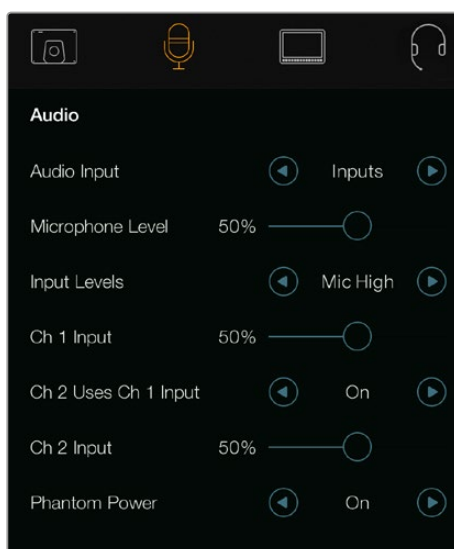 Audio
Audio Input Inputs
Microphone Level 50%
Input Levels Mic High
Ch 1 Input 50%
Ch 2 Uses Ch 1 Input On
Ch 2 Input 50%
Phantom Power On